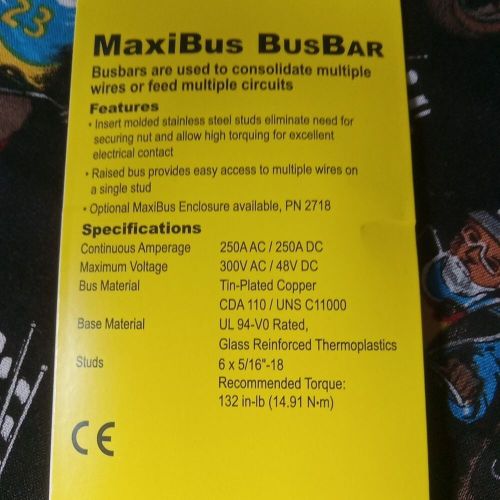 23
MaxiBus BusBar
Busbars are used to consolidate multiple
wires or feed multiple circuits
Features
• Insert molded stainless steel studs eliminate need for
securing nut and allow high torquing for excellent
electrical contact
• Raised bus provides easy access to multiple wires on
a single stud
• Optional MaxiBus Enclosure available, PN 2718
Specifications
Continuous Amperage 250A AC / 250A DC
Maximum Voltage 300V AC / 48V DC
Bus Material Tin-Plated Copper
CDA 110 / UNS C11000
Base Material UL 94-V0 Rated,
Glass Reinforced Thermoplastics
Studs 6 x 5/16"-18
Recommended Torque:
132 in-lb (14.91 N•m)
CE